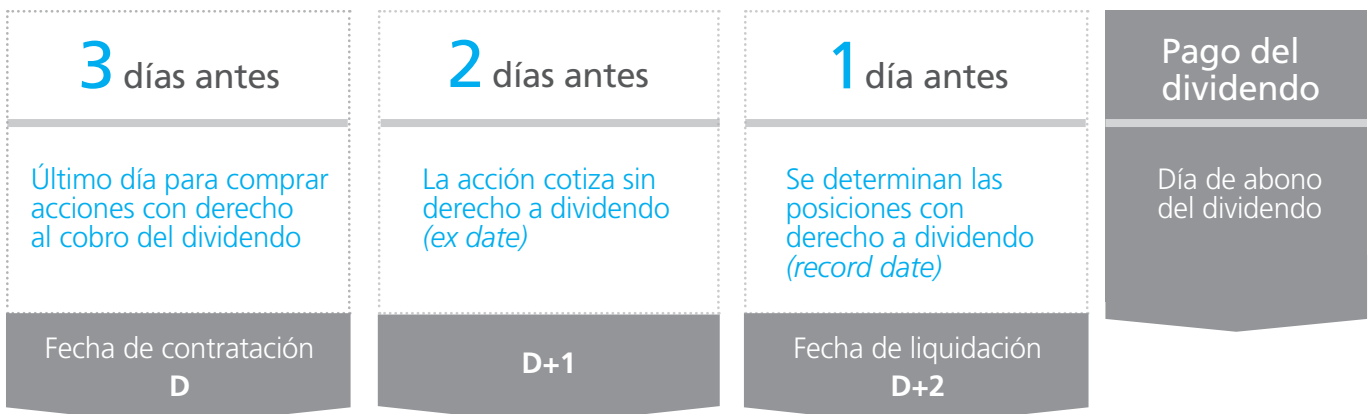 3 días antes
Último día para comprar
acciones con derecho
al cobro del dividendo
Fecha de contratación
D
2 días antes
La acción cotiza sin
derecho a dividendo
(ex date)
D+1
1 día antes
Se determinan las
posiciones con
derecho a dividendo
(record date)
Fecha de liquidación
D+2
Pago del
dividendo
Día de abono
del dividendo